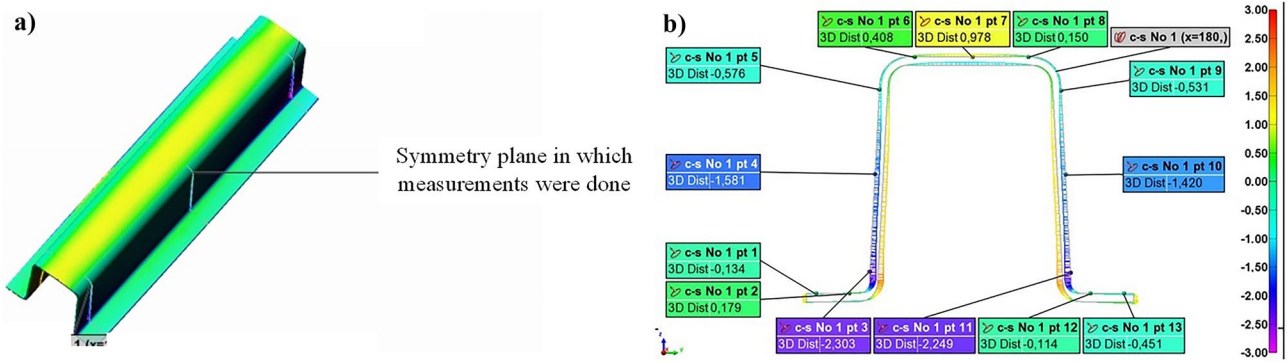 a)
Symmetry plane in which
measurements were done
1 (x=
b)
c-s No 1 pt 6
3D Dist 0,408
c-s No 1 pt 7
3D Dist 0,978
c-s No 1 pt 8
3D Dist 0,150
c-s No 1 (x=180,)
c-s No 1 pt 5
3D Dist -0,576
c-s No 1 pt 9
3D Dist -0,531
c-s No 1 pt 4
3D Dist -1,581
c-s No 1 pt 10
3D Dist -1,420
c-s No 1 pt 1
3D Dist -0,134
c-s No 1 pt 2
3D Dist 0,179
c-s No 1 pt 3
3D Dist -2,303
c-s No 1 pt 11
3D Dist -2,249
c-s No 1 pt 12
3D Dist -0,114
c-s No 1 pt 13
3D Dist -0,451
3.00
2.00
1.50
1.00
0.50
0.00
-0.50
-1.00
-1.50
-2.00
-2.50
-3.00